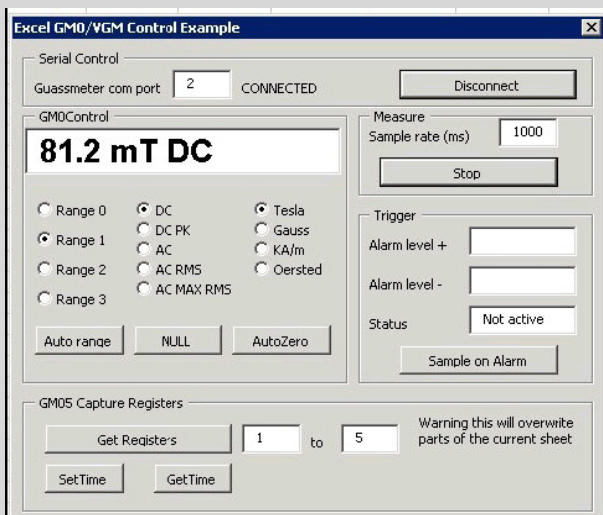 Excel GM0/VGM Control Example
Serial Control
Guassmeter com port 2 CONNECTED Disconnect
GM0Control
81.2 mT DC
Range 0
Range 1
Range 2
Range 3
DC
DC PK
AC
AC RMS
AC MAX RMS
Tesla
Gauss
KA/m
Oersted
Auto range NULL AutoZero
Measure
Sample rate (ms) 1000
Stop
Trigger
Alarm level +
Alarm level -
Status Not active
Sample on Alarm
GM05 Capture Registers
Get Registers 1 to 5
Warning this will overwrite
parts of the current sheet
SetTime GetTime